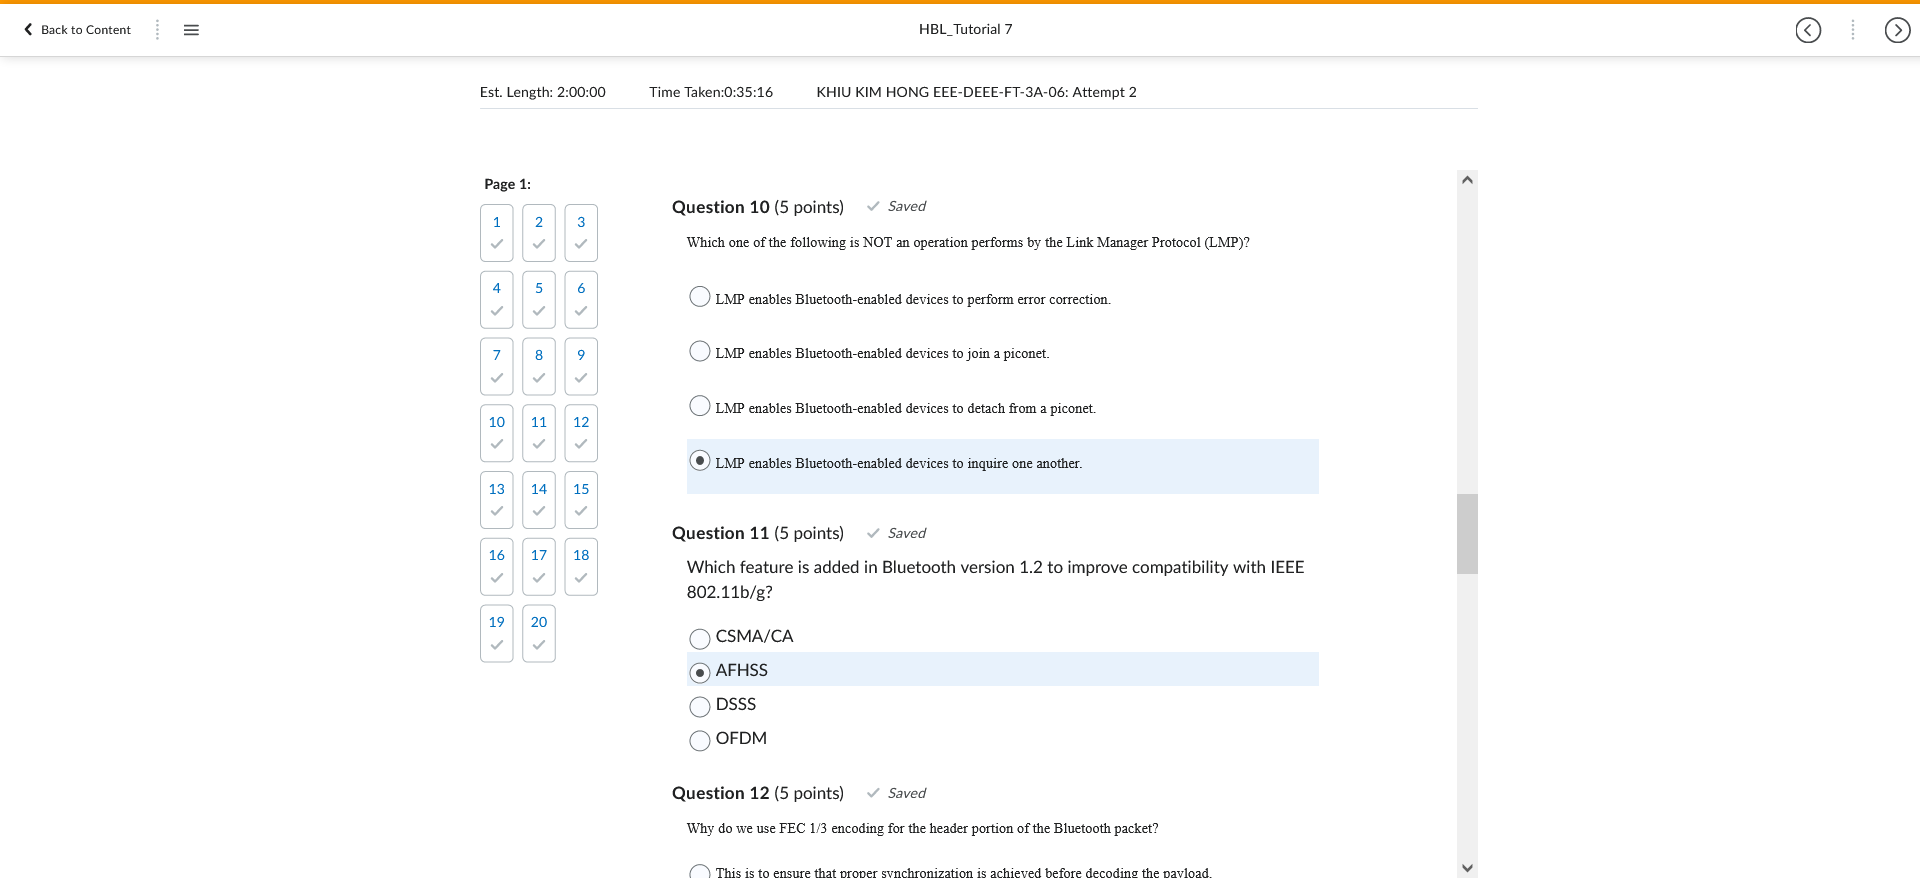 Back to Content
HBL_Tutorial 7
Est. Length: 2:00:00 Time Taken:0:35:16 KHIU KIM HONG EEE-DEEE-FT-3A-06: Attempt 2
Page 1:
1 2 3
4 5 6
7 8 9
10 11 12
13 14 15
16 17 18
19 20
Question 10 (5 points) Saved
Which one of the following is NOT an operation performs by the Link Manager Protocol (LMP)?
LMP enables Bluetooth-enabled devices to perform error correction.
LMP enables Bluetooth-enabled devices to join a piconet.
LMP enables Bluetooth-enabled devices to detach from a piconet.
LMP enables Bluetooth-enabled devices to inquire one another.
Question 11 (5 points) Saved
Which feature is added in Bluetooth version 1.2 to improve compatibility with IEEE
802.11b/g?
CSMA/CA
AFHSS
DSSS
OFDM
Question 12 (5 points) Saved
Why do we use FEC 1/3 encoding for the header portion of the Bluetooth packet?
This is to ensure that proper synchronization is achieved before decoding the payload.